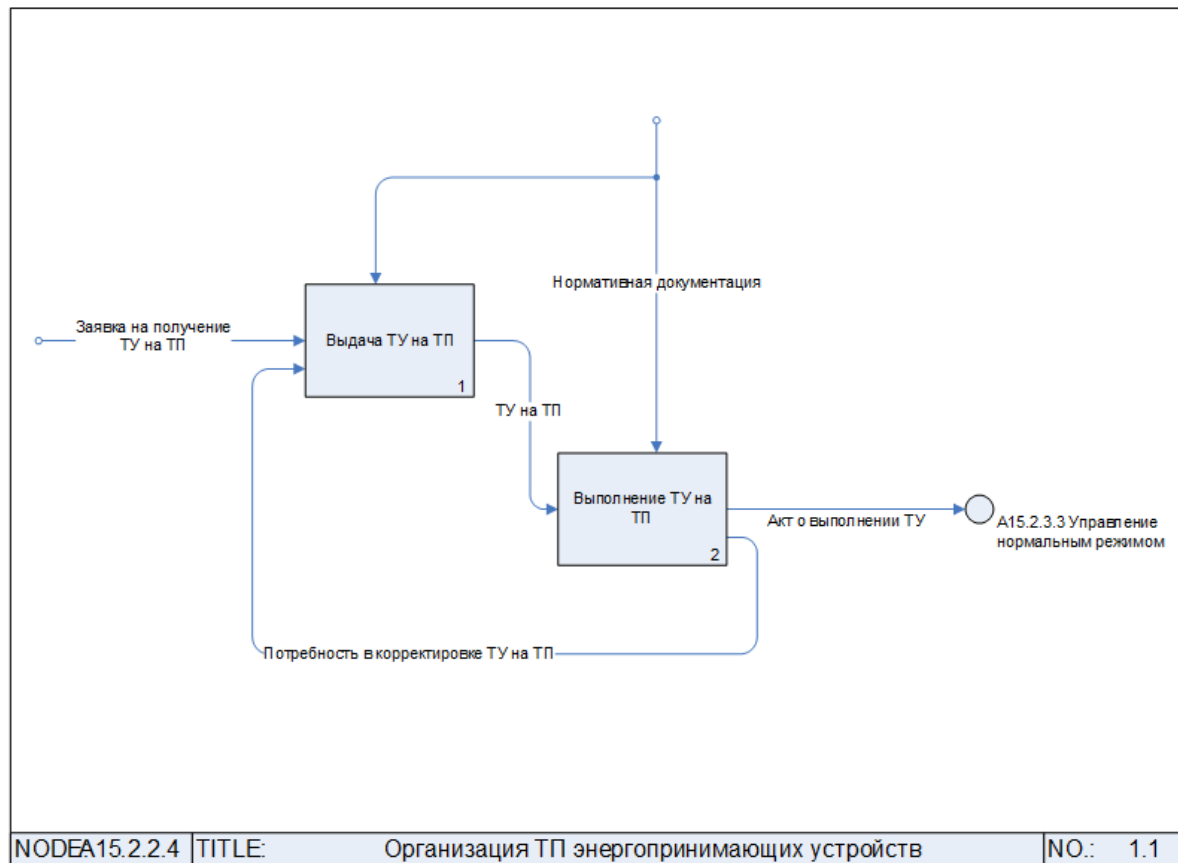 Нормативная документация
Заявка на получение
ТУ на ТП
Выдача ТУ на ТП
1
ТУ на ТП
Выполнение ТУ на
ТП
2
Акт о выполнении ТУ
А15.2.3.3 Управление
нормальным режимом
Потребность в корректировке ТУ на ТП
NODEA15.2.2.4 TITLE: Организация ТП энергопринимающих устройств NO.: 1.1